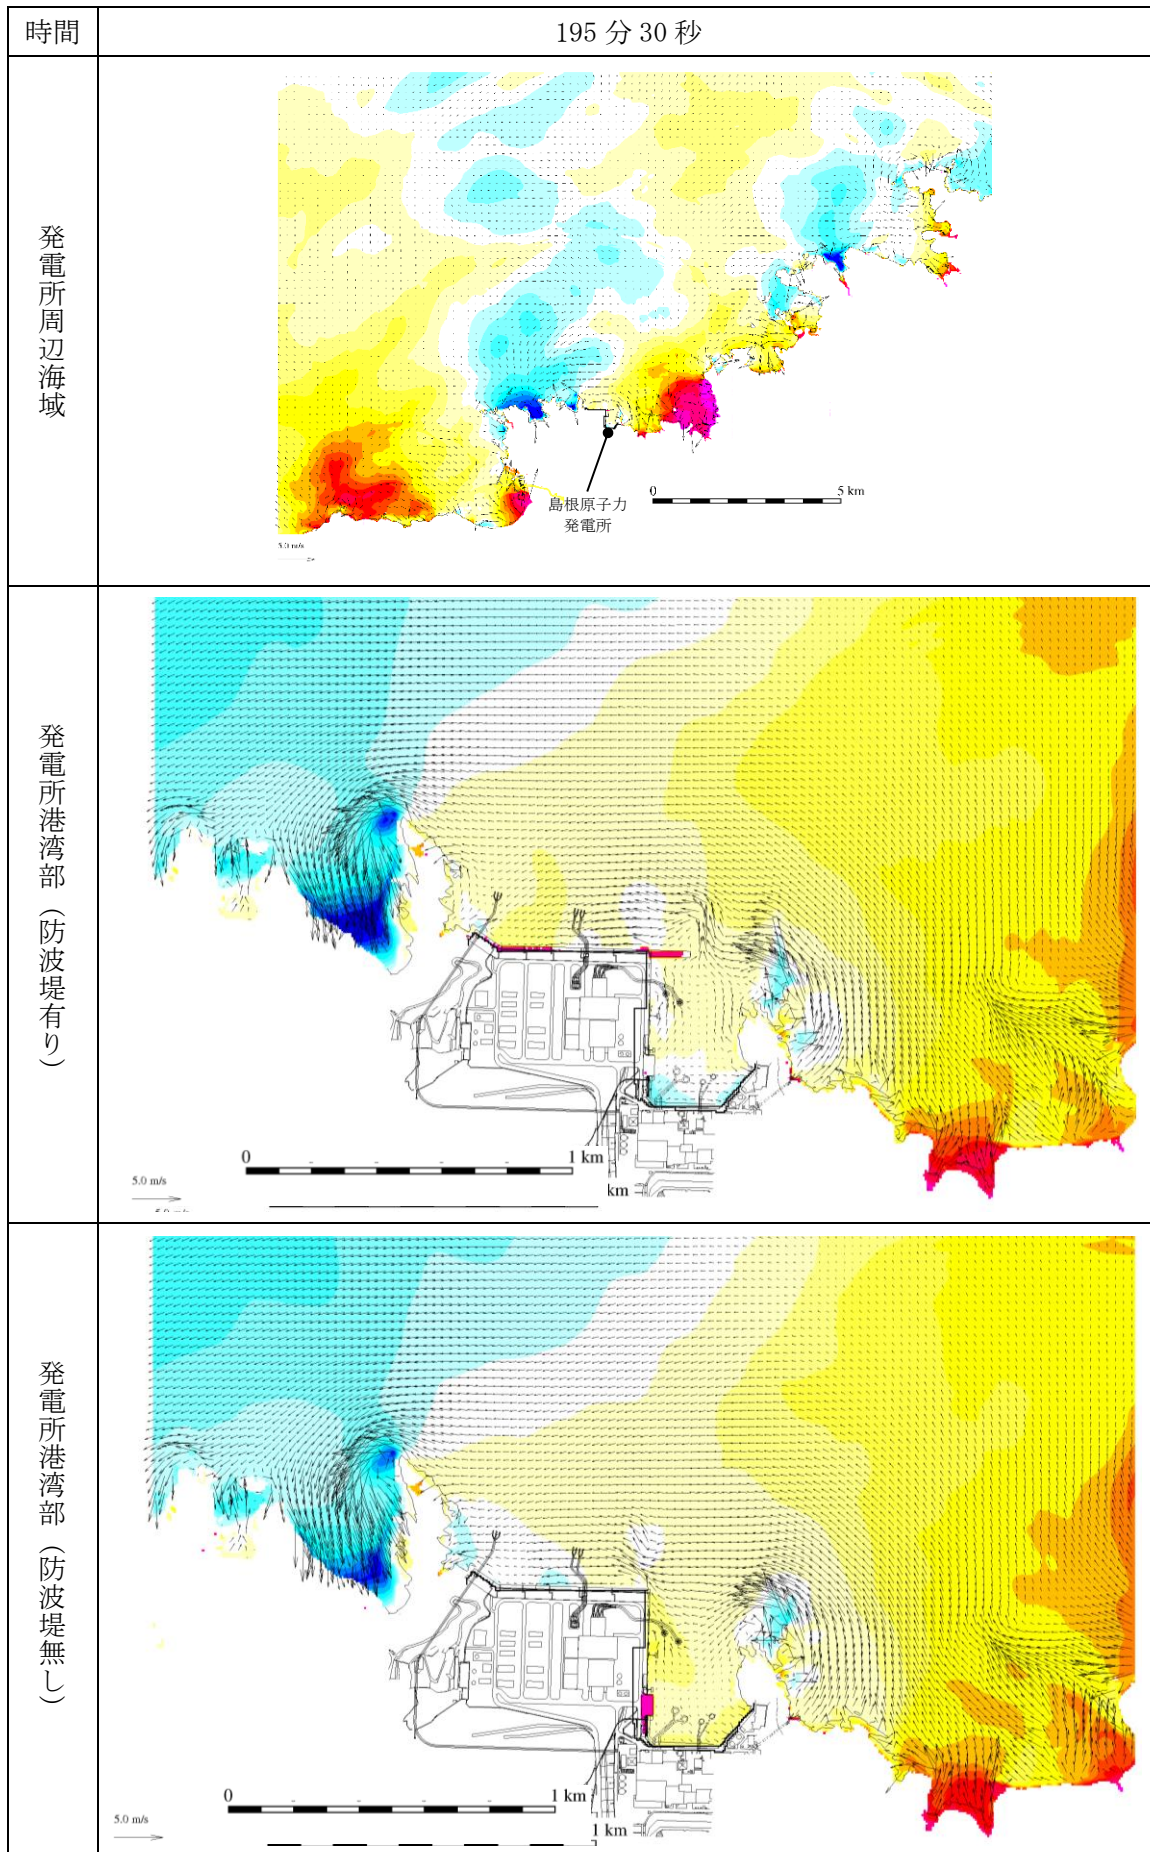 時間
195 分 30 秒
発電所周辺海域
島根原子力
発電所
0 5 km
5.0 m/s
発電所港湾部（防波堤有り）
0 1 km
km
5.0 m/s
発電所港湾部（防波堤無し）
0 1 km
1 km
5.0 m/s